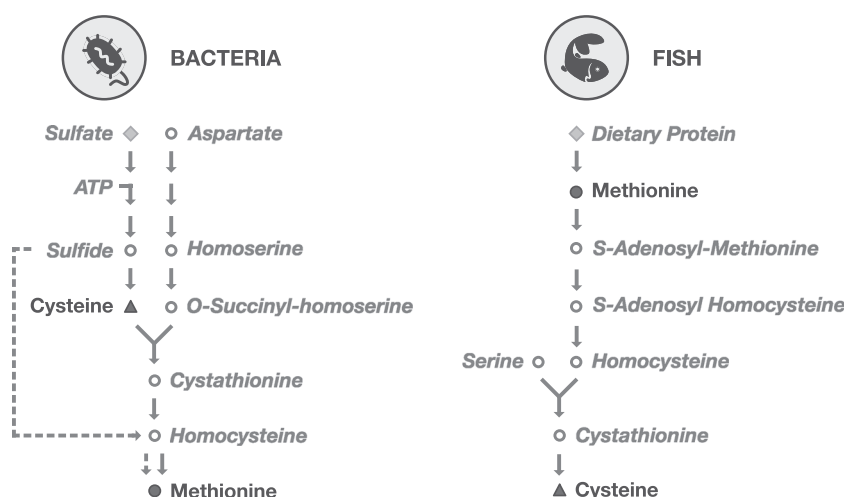 BACTERIA
Sulfate
Aspartate
ATP
Sulfide
Homoserine
Cysteine
O-Succinyl-homoserine
Cystathionine
Homocysteine
Methionine
FISH
Dietary Protein
Methionine
S-Adenosyl-Methionine
S-Adenosyl Homocysteine
Serine
Homocysteine
Cystathionine
Cysteine